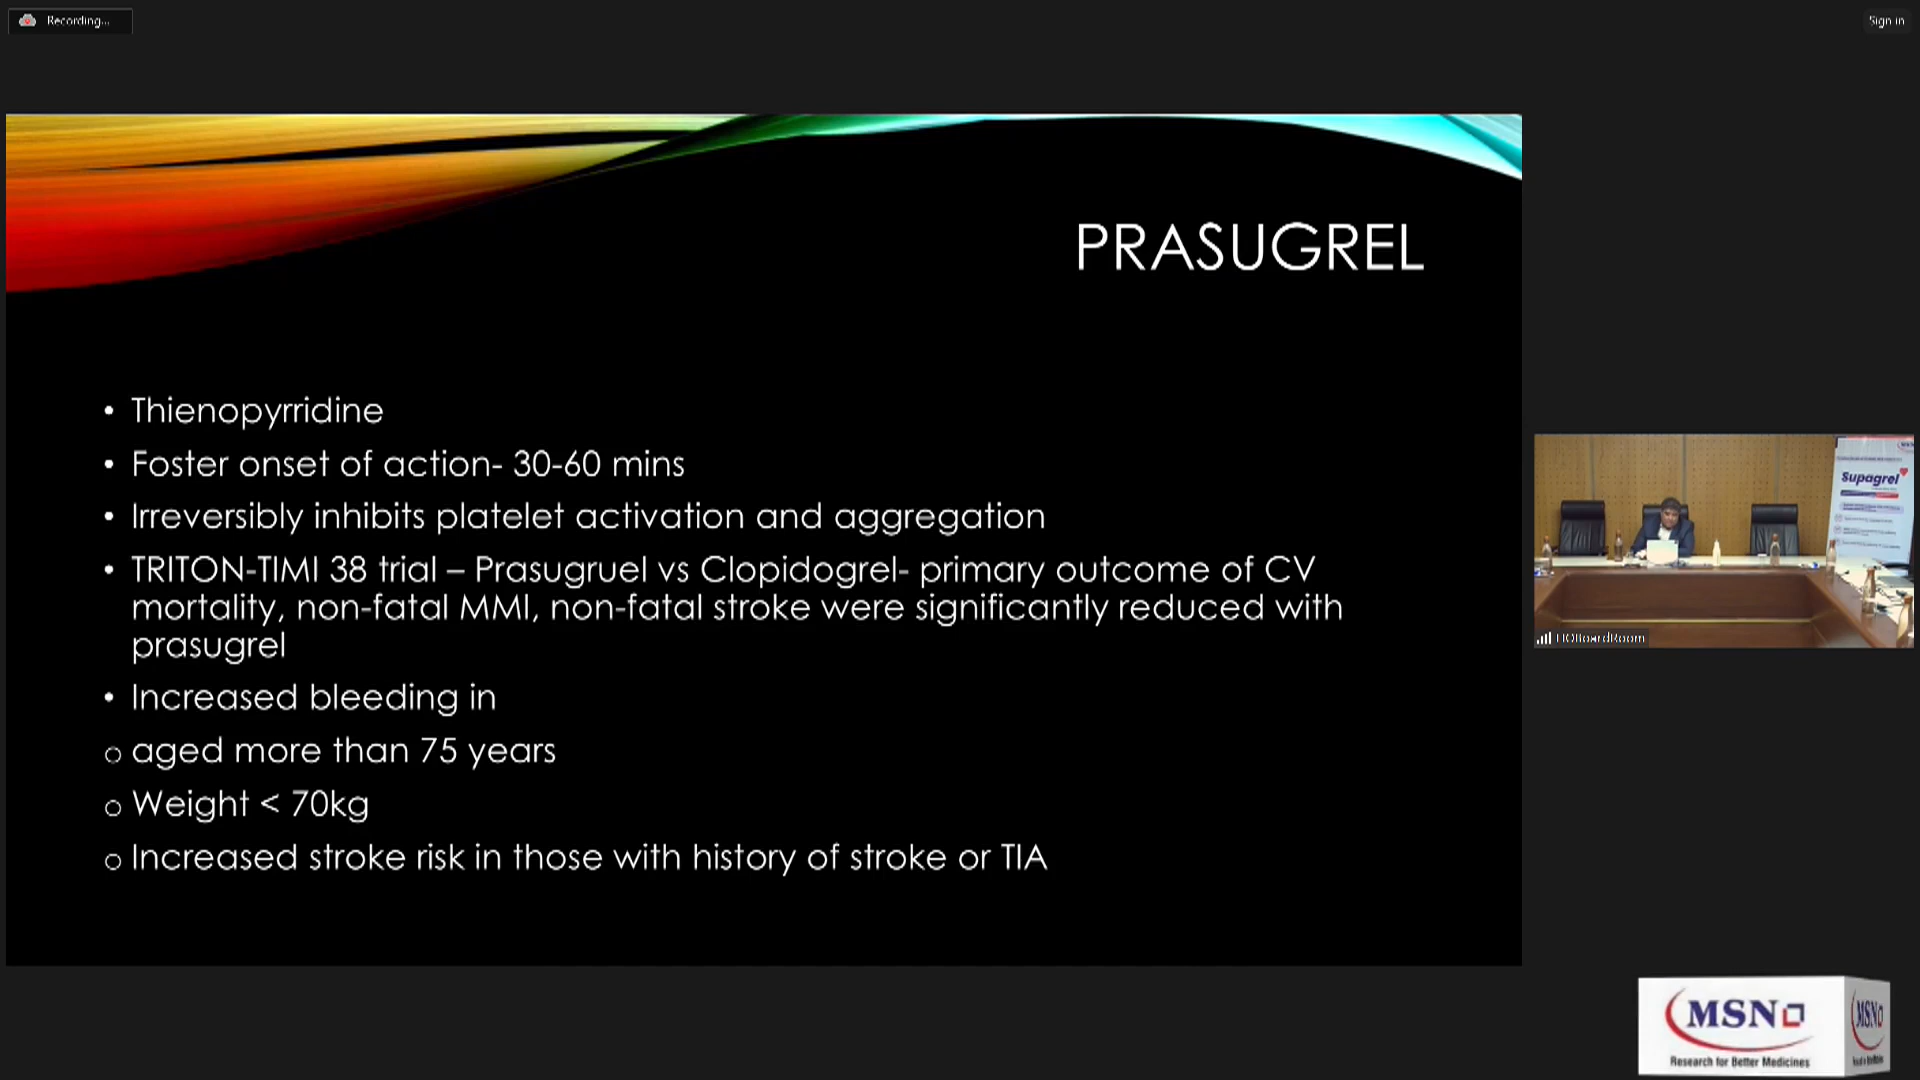 Recording...
Sign in
PRASUGREL
• Thienopyrridine
• Foster onset of action- 30-60 mins
• Irreversibly inhibits platelet activation and aggregation
• TRITON-TIMI 38 trial – Prasugruel vs Clopidogrel- primary outcome of CV
mortality, non-fatal MMI, non-fatal stroke were significantly reduced with
prasugrel
• Increased bleeding in
o aged more than 75 years
o Weight < 70kg
o Increased stroke risk in those with history of stroke or TIA
Supagrel
HOBoardRoom
MSN
Research for Better Medicines
MSN